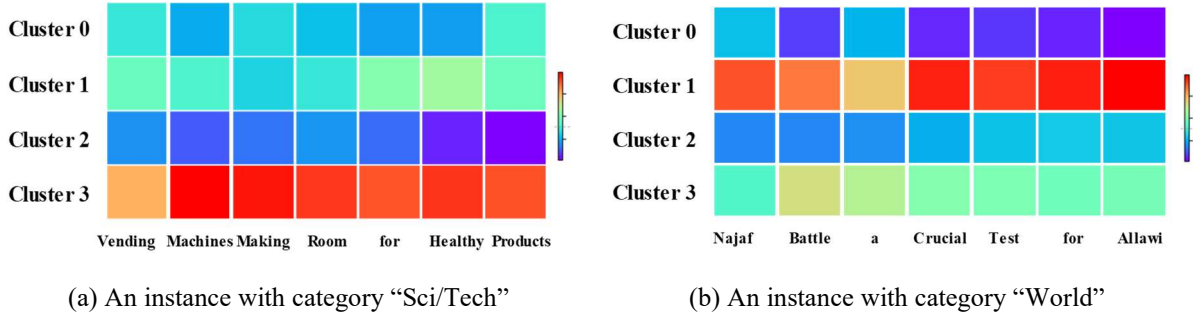 Cluster 0
Cluster 1
Cluster 2
Cluster 3
Vending Machines Making Room for Healthy Products
(a) An instance with category “Sci/Tech”
Cluster 0
Cluster 1
Cluster 2
Cluster 3
Najaf Battle a Crucial Test for Allawi
(b) An instance with category “World”